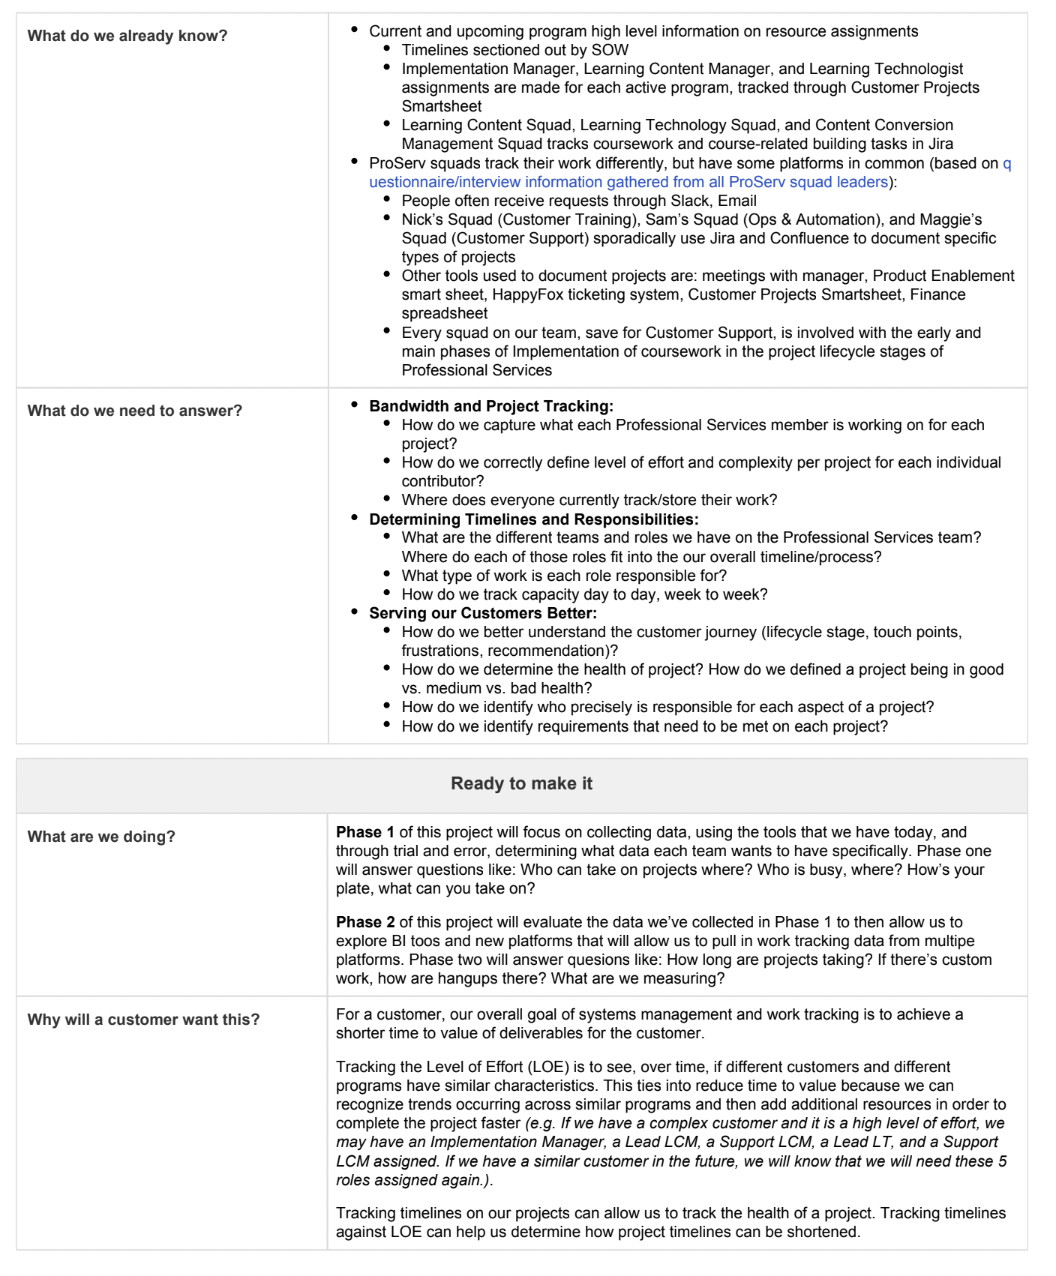 What do we already know?
• Current and upcoming program high level information on resource assignments
• Timelines sectioned out by SOW
• Implementation Manager, Learning Content Manager, and Learning Technologist
assignments are made for each active program, tracked through Customer Projects
Smartsheet
• Learning Content Squad, Learning Technology Squad, and Content Conversion
Management Squad tracks coursework and course-related building tasks in Jira
• ProServ squads track their work differently, but have some platforms in common (based on q
uestionnaire/interview information gathered from all ProServ squad leaders):
• People often receive requests through Slack, Email
• Nick's Squad (Customer Training), Sam's Squad (Ops & Automation), and Maggie's
Squad (Customer Support) sporadically use Jira and Confluence to document specific
types of projects
• Other tools used to document projects are: meetings with manager, Product Enablement
smart sheet, HappyFox ticketing system, Customer Projects Smartsheet, Finance
spreadsheet
• Every squad on our team, save for Customer Support, is involved with the early and
main phases of Implementation of coursework in the project lifecycle stages of
Professional Services
What do we need to answer?
• Bandwidth and Project Tracking:
• How do we capture what each Professional Services member is working on for each
project?
• How do we correctly define level of effort and complexity per project for each individual
contributor?
• Where does everyone currently track/store their work?
• Determining Timelines and Responsibilities:
• What are the different teams and roles we have on the Professional Services team?
Where do each of those roles fit into the our overall timeline/process?
• What type of work is each role responsible for?
• How do we track capacity day to day, week to week?
• Serving our Customers Better:
• How do we better understand the customer journey (lifecycle stage, touch points,
frustrations, recommendation)?
• How do we determine the health of project? How do we defined a project being in good
vs. medium vs. bad health?
• How do we identify who precisely is responsible for each aspect of a project?
• How do we identify requirements that need to be met on each project?
Ready to make it
What are we doing?
Phase 1 of this project will focus on collecting data, using the tools that we have today, and
through trial and error, determining what data each team wants to have specifically. Phase one
will answer questions like: Who can take on projects where? Who is busy, where? How's your
plate, what can you take on?
Phase 2 of this project will evaluate the data we've collected in Phase 1 to then allow us to
explore BI toos and new platforms that will allow us to pull in work tracking data from multipe
platforms. Phase two will answer quesions like: How long are projects taking? If there's custom
work, how are hangups there? What are we measuring?
Why will a customer want this?
For a customer, our overall goal of systems management and work tracking is to achieve a
shorter time to value of deliverables for the customer.
Tracking the Level of Effort (LOE) is to see, over time, if different customers and different
programs have similar characteristics. This ties into reduce time to value because we can
recognize trends occurring across similar programs and then add additional resources in order to
complete the project faster (e.g. If we have a complex customer and it is a high level of effort, we
may have an Implementation Manager, a Lead LCM, a Support LCM, a Lead LT, and a Support
LCM assigned. If we have a similar customer in the future, we will know that we will need these 5
roles assigned again.).
Tracking timelines on our projects can allow us to track the health of a project. Tracking timelines
against LOE can help us determine how project timelines can be shortened.